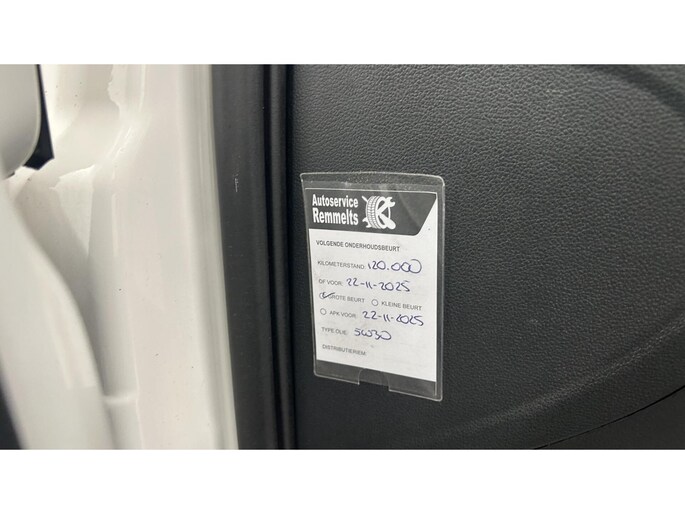 Autoservice
Remmelts
VOLGENDE ONDERHOUDSBEURT
KILOMETERSTAND: 120.000
OF VOOR: 22-11-2025
GROTE BEURT KLEINE BEURT
APK VOOR: 22-11-2025
TYPE OLIE: 5W30
DISTRIBUTIERIEM: